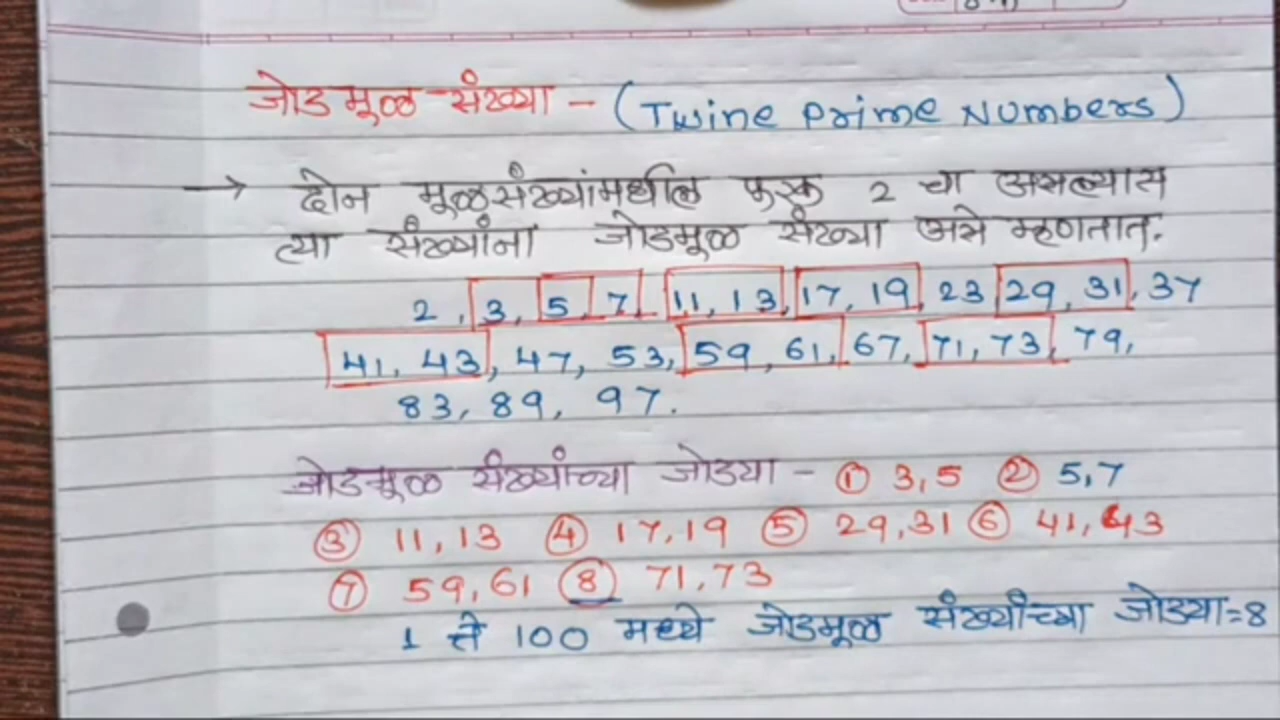 जोडमूळ संख्या - (Twine Prime Numbers)
→ दोन मूळसंख्यांमधील फरक 2 चा असल्यास
त्या संख्यांना जोडमूळ संख्या असे म्हणतात.
2, 3, 5, 7, 11, 13, 17, 19, 23, 29, 31, 37
41, 43, 47, 53, 59, 61, 67, 71, 73, 79,
83, 89, 97.
जोडमूळ संख्यांच्या जोडया - ① 3,5 ② 5,7
③ 11,13 ④ 17,19 ⑤ 29,31 ⑥ 41,43
⑦ 59,61 ⑧ 71,73
1 ते 100 मध्ये जोडमूळ संख्यांच्या जोडया=8